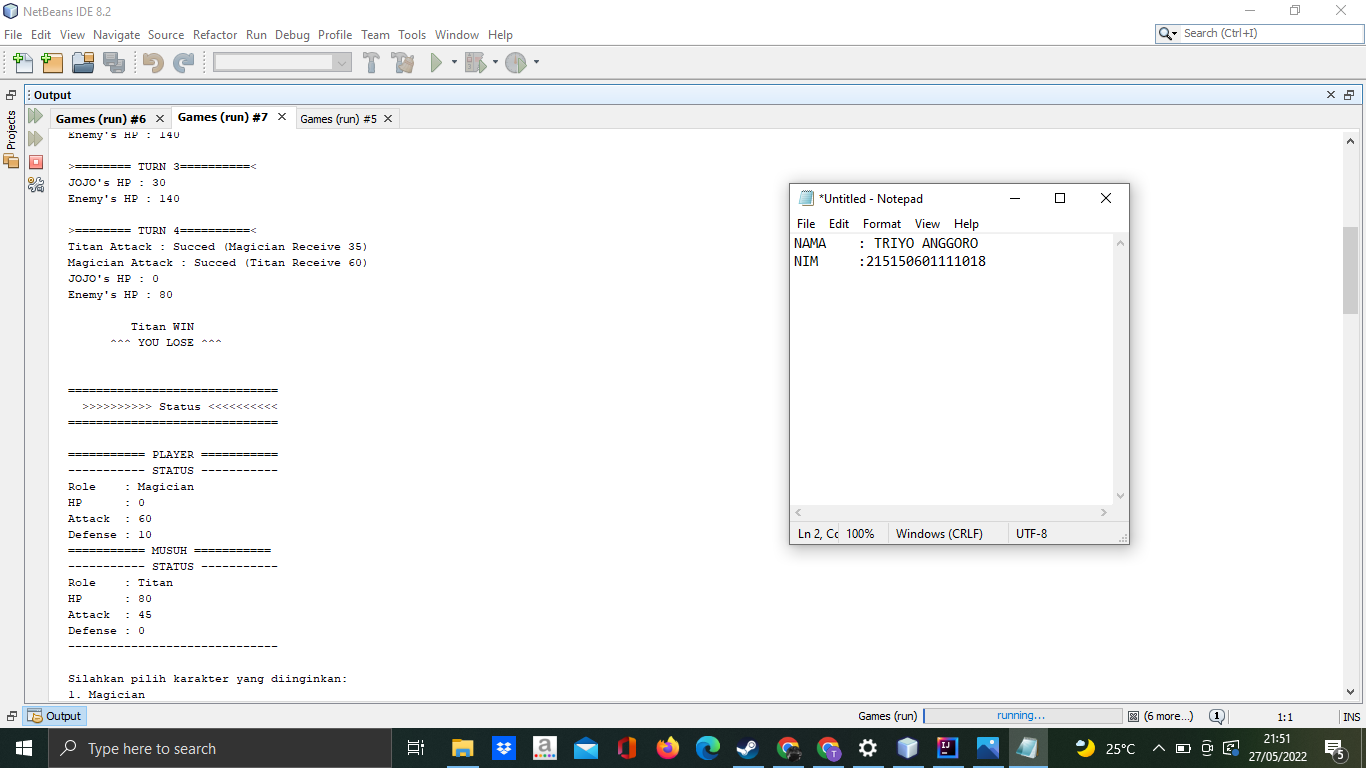 NetBeans IDE 8.2
File Edit View Navigate Source Refactor Run Debug Profile Team Tools Window Help
Search (Ctrl+I)
Output
Projects
Games (run) #6
Games (run) #7
Games (run) #5
Enemy's HP : 140
>======== TURN 3==========<
JOJO's HP : 30
Enemy's HP : 140
>======== TURN 4==========<
Titan Attack : Succed (Magician Receive 35)
Magician Attack : Succed (Titan Receive 60)
JOJO's HP : 0
Enemy's HP : 80
Titan WIN
^^^ YOU LOSE ^^^
==============================
>>>>>>>>>> Status <<<<<<<<<<
==============================
=========== PLAYER ===========
----------- STATUS -----------
Role : Magician
HP : 0
Attack : 60
Defense : 10
=========== MUSUH ===========
----------- STATUS -----------
Role : Titan
HP : 80
Attack : 45
Defense : 0
------------------------------
Silahkan pilih karakter yang diinginkan:
1. Magician
*Untitled - Notepad
File Edit Format View Help
NAMA : TRIYO ANGGORO
NIM :215150601111018
Ln 2, Cc 100% Windows (CRLF) UTF-8
Output
Games (run) running... (6 more...) 1 1:1 INS
Type here to search
25°C
21:51
27/05/2022
5